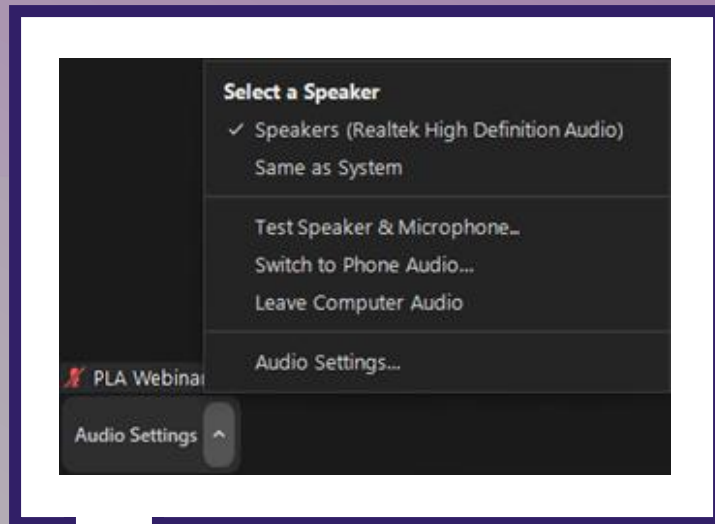 Select a Speaker
Speakers (Realtek High Definition Audio)
Same as System
Test Speaker & Microphone...
Switch to Phone Audio...
Leave Computer Audio
Audio Settings...
PLA Webinar
Audio Settings